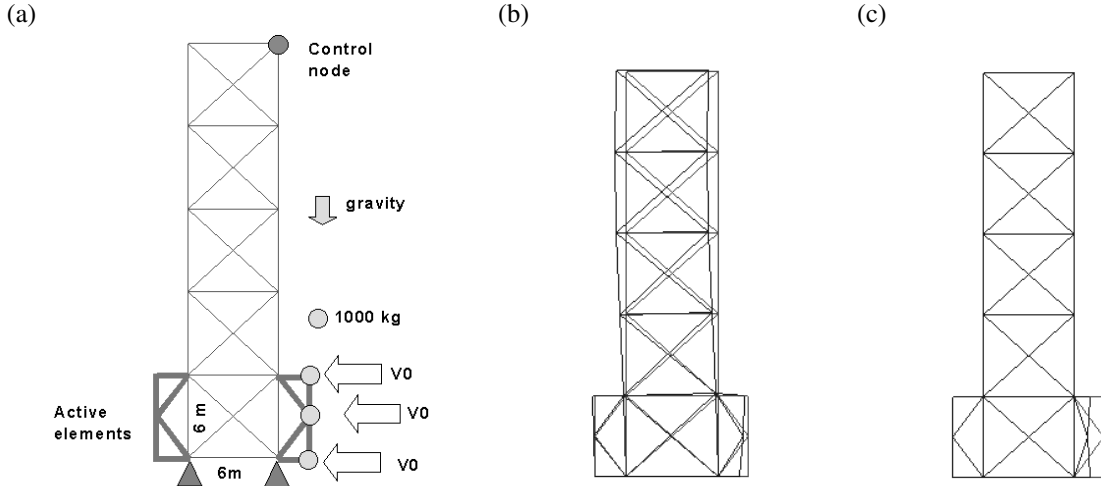 (a)
(b)
(c)
Control
node
gravity
1000 kg
V0
V0
V0
Active
elements
6 m
6m